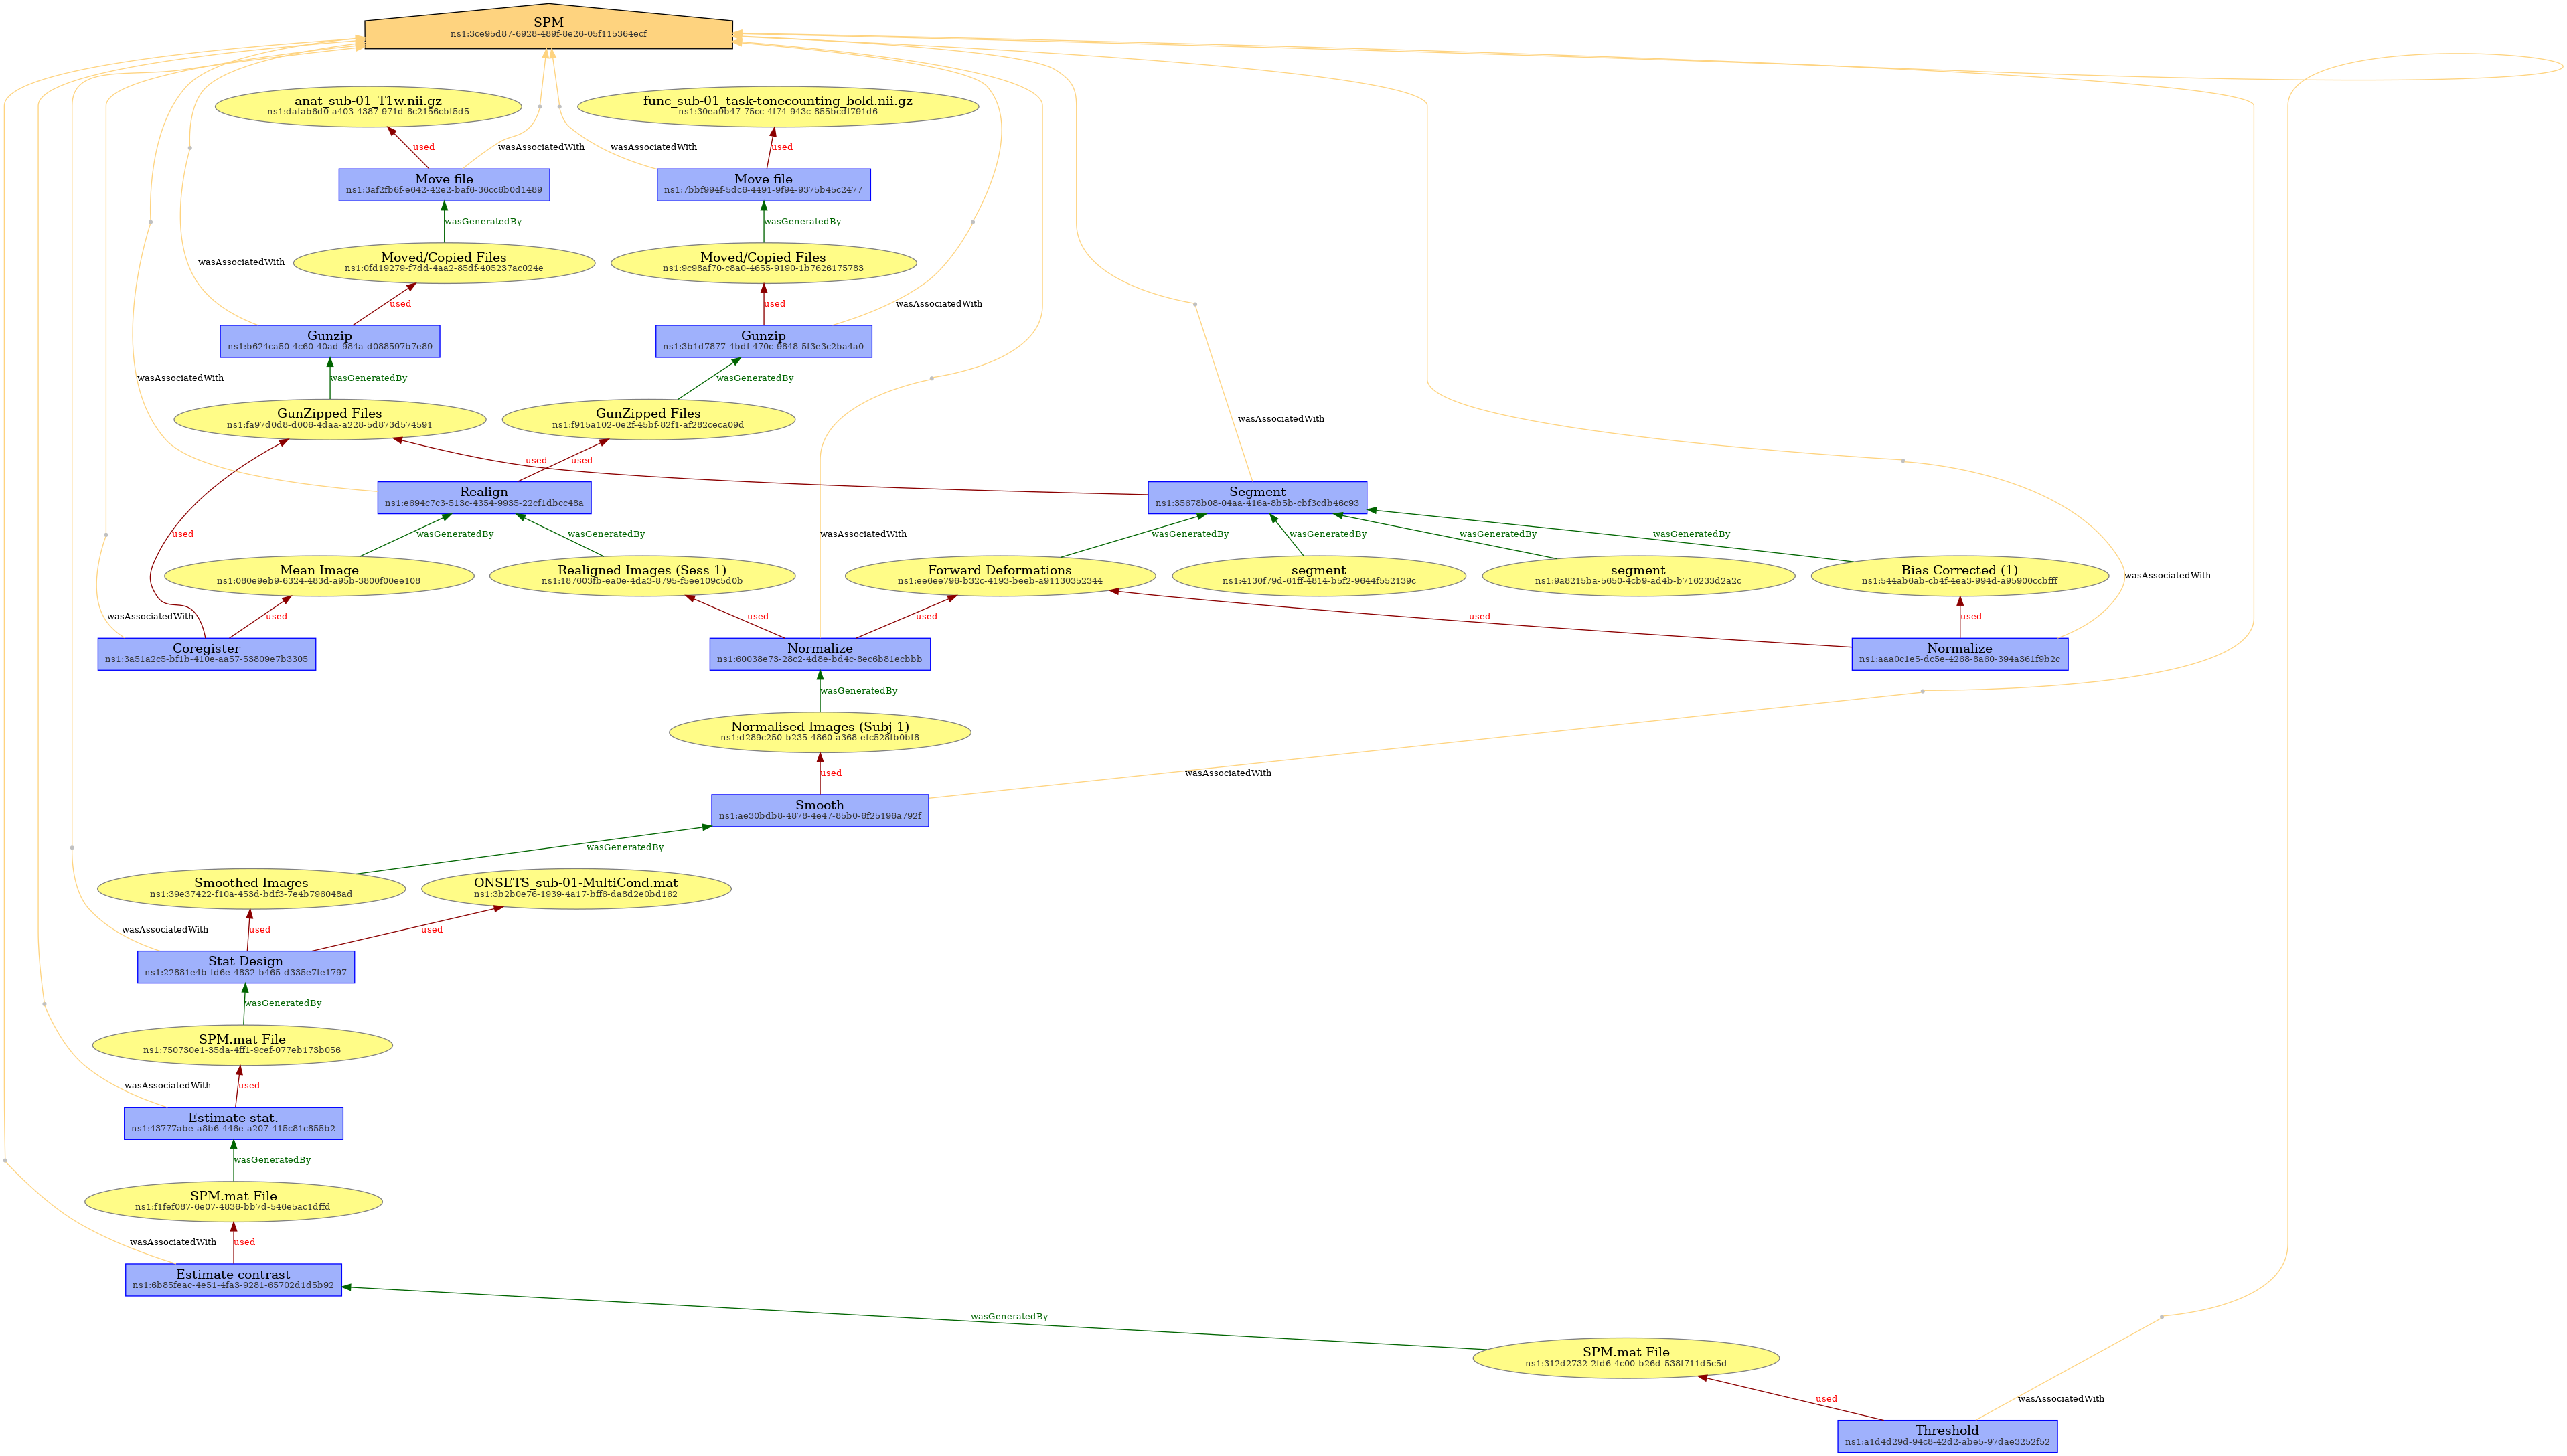 SPM
ns1:3ce95d87-6928-489f-8e26-05f115364ecf
anat_sub-01_T1w.nii.gz
ns1:dafab6d0-a403-4387-971d-8c2156cbf5d5
func_sub-01_task-tonecounting_bold.nii.gz
ns1:30ea9b47-75cc-4f74-943c-855bcdf791d6
used
wasAssociatedWith
wasAssociatedWith
used
Move file
ns1:3af2fb6f-e642-42e2-baf6-36cc6b0d1489
Move file
ns1:7bbf994f-5dc6-4491-9f94-9375b45c2477
wasGeneratedBy
wasGeneratedBy
wasAssociatedWith
Moved/Copied Files
ns1:0fd19279-f7dd-4aa2-85df-405237ac024e
Moved/Copied Files
ns1:9c98af70-c8a0-4655-9190-1b7626175783
used
used
wasAssociatedWith
Gunzip
ns1:b624ca50-4c60-40ad-984a-d088597b7e89
Gunzip
ns1:3b1d7877-4bdf-470c-9848-5f3e3c2ba4a0
wasAssociatedWith
wasGeneratedBy
wasGeneratedBy
GunZipped Files
ns1:fa97d0d8-d006-4daa-a228-5d873d574591
GunZipped Files
ns1:f915a102-0e2f-45bf-82f1-af282ceca09d
wasAssociatedWith
used
used
Realign
ns1:e694c7c3-513c-4354-9935-22cf1dbcc48a
Segment
ns1:35678b08-04aa-416a-8b5b-cbf3cdb46c93
used
wasGeneratedBy
wasGeneratedBy
wasAssociatedWith
wasGeneratedBy
wasGeneratedBy
wasGeneratedBy
wasGeneratedBy
Mean Image
ns1:080e9eb9-6324-483d-a95b-3800f00ee108
Realigned Images (Sess 1)
ns1:187603fb-ea0e-4da3-8795-f5ee109c5d0b
Forward Deformations
ns1:ee6ee796-b32c-4193-beeb-a91130352344
segment
ns1:4130f79d-61ff-4814-b5f2-9644f552139c
segment
ns1:9a8215ba-5650-4cb9-ad4b-b716233d2a2c
Bias Corrected (1)
ns1:544ab6ab-cb4f-4ea3-994d-a95900ccbfff
wasAssociatedWith
wasAssociatedWith
used
used
used
used
used
Coregister
ns1:3a51a2c5-bf1b-410e-aa57-53809e7b3305
Normalize
ns1:60038e73-28c2-4d8e-bd4c-8ec6b81ecbbb
Normalize
ns1:aaa0c1e5-dc5e-4268-8a60-394a361f9b2c
wasGeneratedBy
Normalised Images (Subj 1)
ns1:d289c250-b235-4860-a368-efc528fb0bf8
used
wasAssociatedWith
Smooth
ns1:ae30bdb8-4878-4e47-85b0-6f25196a792f
wasGeneratedBy
Smoothed Images
ns1:39e37422-f10a-453d-bdf3-7e4b796048ad
ONSETS_sub-01-MultiCond.mat
ns1:3b2b0e76-1939-4a17-bff6-da8d2e0bd162
wasAssociatedWith
used
used
Stat Design
ns1:22881e4b-fd6e-4832-b465-d335e7fe1797
wasGeneratedBy
SPM.mat File
ns1:750730e1-35da-4ff1-9cef-077eb173b056
wasAssociatedWith
used
Estimate stat.
ns1:43777abe-a8b6-446e-a207-415c81c855b2
wasGeneratedBy
SPM.mat File
ns1:f1fef087-6e07-4836-bb7d-546e5ac1dffd
wasAssociatedWith
used
Estimate contrast
ns1:6b85feac-4e51-4fa3-9281-65702d1d5b92
wasGeneratedBy
SPM.mat File
ns1:312d2732-2fd6-4c00-b26d-538f711d5c5d
used
wasAssociatedWith
Threshold
ns1:a1d4d29d-94c8-42d2-abe5-97dae3252f52